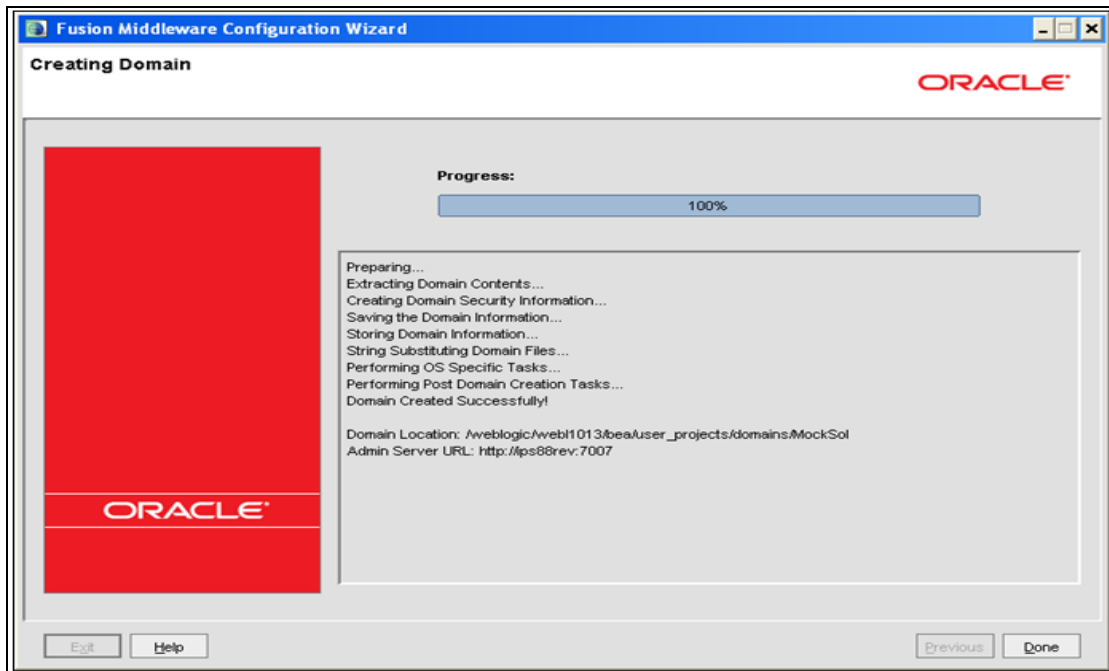 Fusion Middleware Configuration Wizard
Creating Domain
ORACLE
Progress:
100%
Preparing...
Extracting Domain Contents...
Creating Domain Security Information...
Saving the Domain Information...
Storing Domain Information...
String Substituting Domain Files...
Performing OS Specific Tasks...
Performing Post Domain Creation Tasks...
Domain Created Successfully!
Domain Location: /weblogic/webl1013/bea/user_projects/domains/MockSol
Admin Server URL: http://ips88rev:7007
ORACLE
Exit
Help
Previous
Done